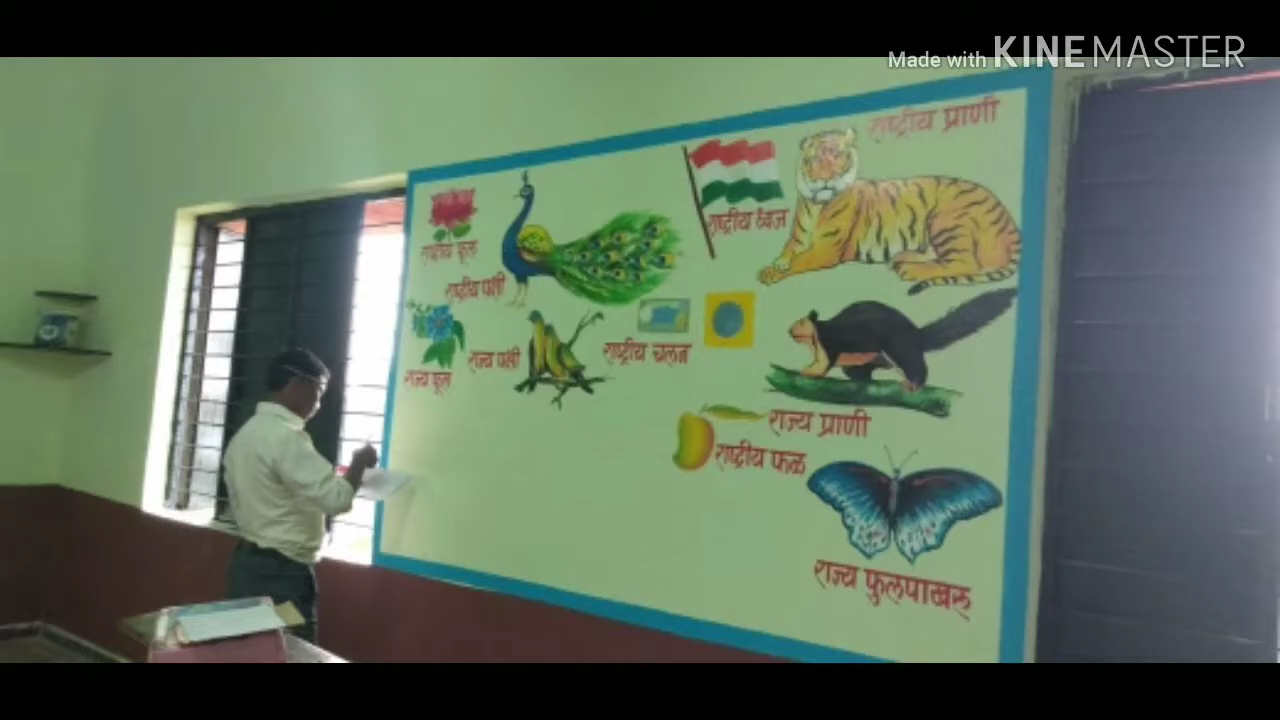 Made with KINEMASTER
राष्ट्रीय प्राणी
राष्ट्रीय ध्वज
राष्ट्रीय फूल
राष्ट्रीय पक्षी
राज्य फूल
राज्य पक्षी
राष्ट्रीय चलन
राज्य प्राणी
राष्ट्रीय फळ
राज्य फुलपाखरु